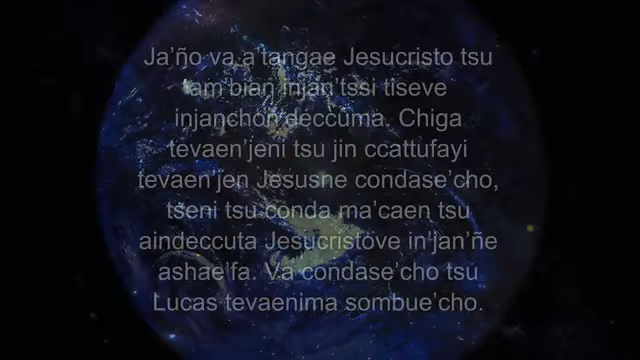 Ja’ño va a’tangae Jesucristo tsu
tsam bian injan’tssi tiseve
injanchon’deccuma. Chiga
tevaen’jeni tsu jin ccattufayi
tevaen’jen Jesusne condase’cho,
tseni tsu conda ma’caen tsu
aindeccuta Jesucristove in’jan’ñe
ashae’fa. Va condase’cho tsu
Lucas tevaenima sombue’cho.